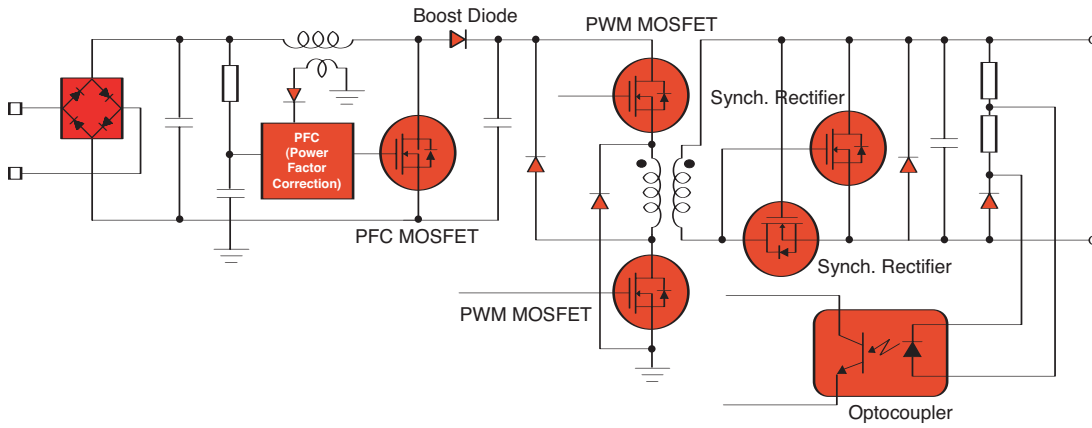 Boost Diode
PWM MOSFET
Synch. Rectifier
PFC
(Power
Factor
Correction)
PFC MOSFET
Synch. Rectifier
PWM MOSFET
Optocoupler